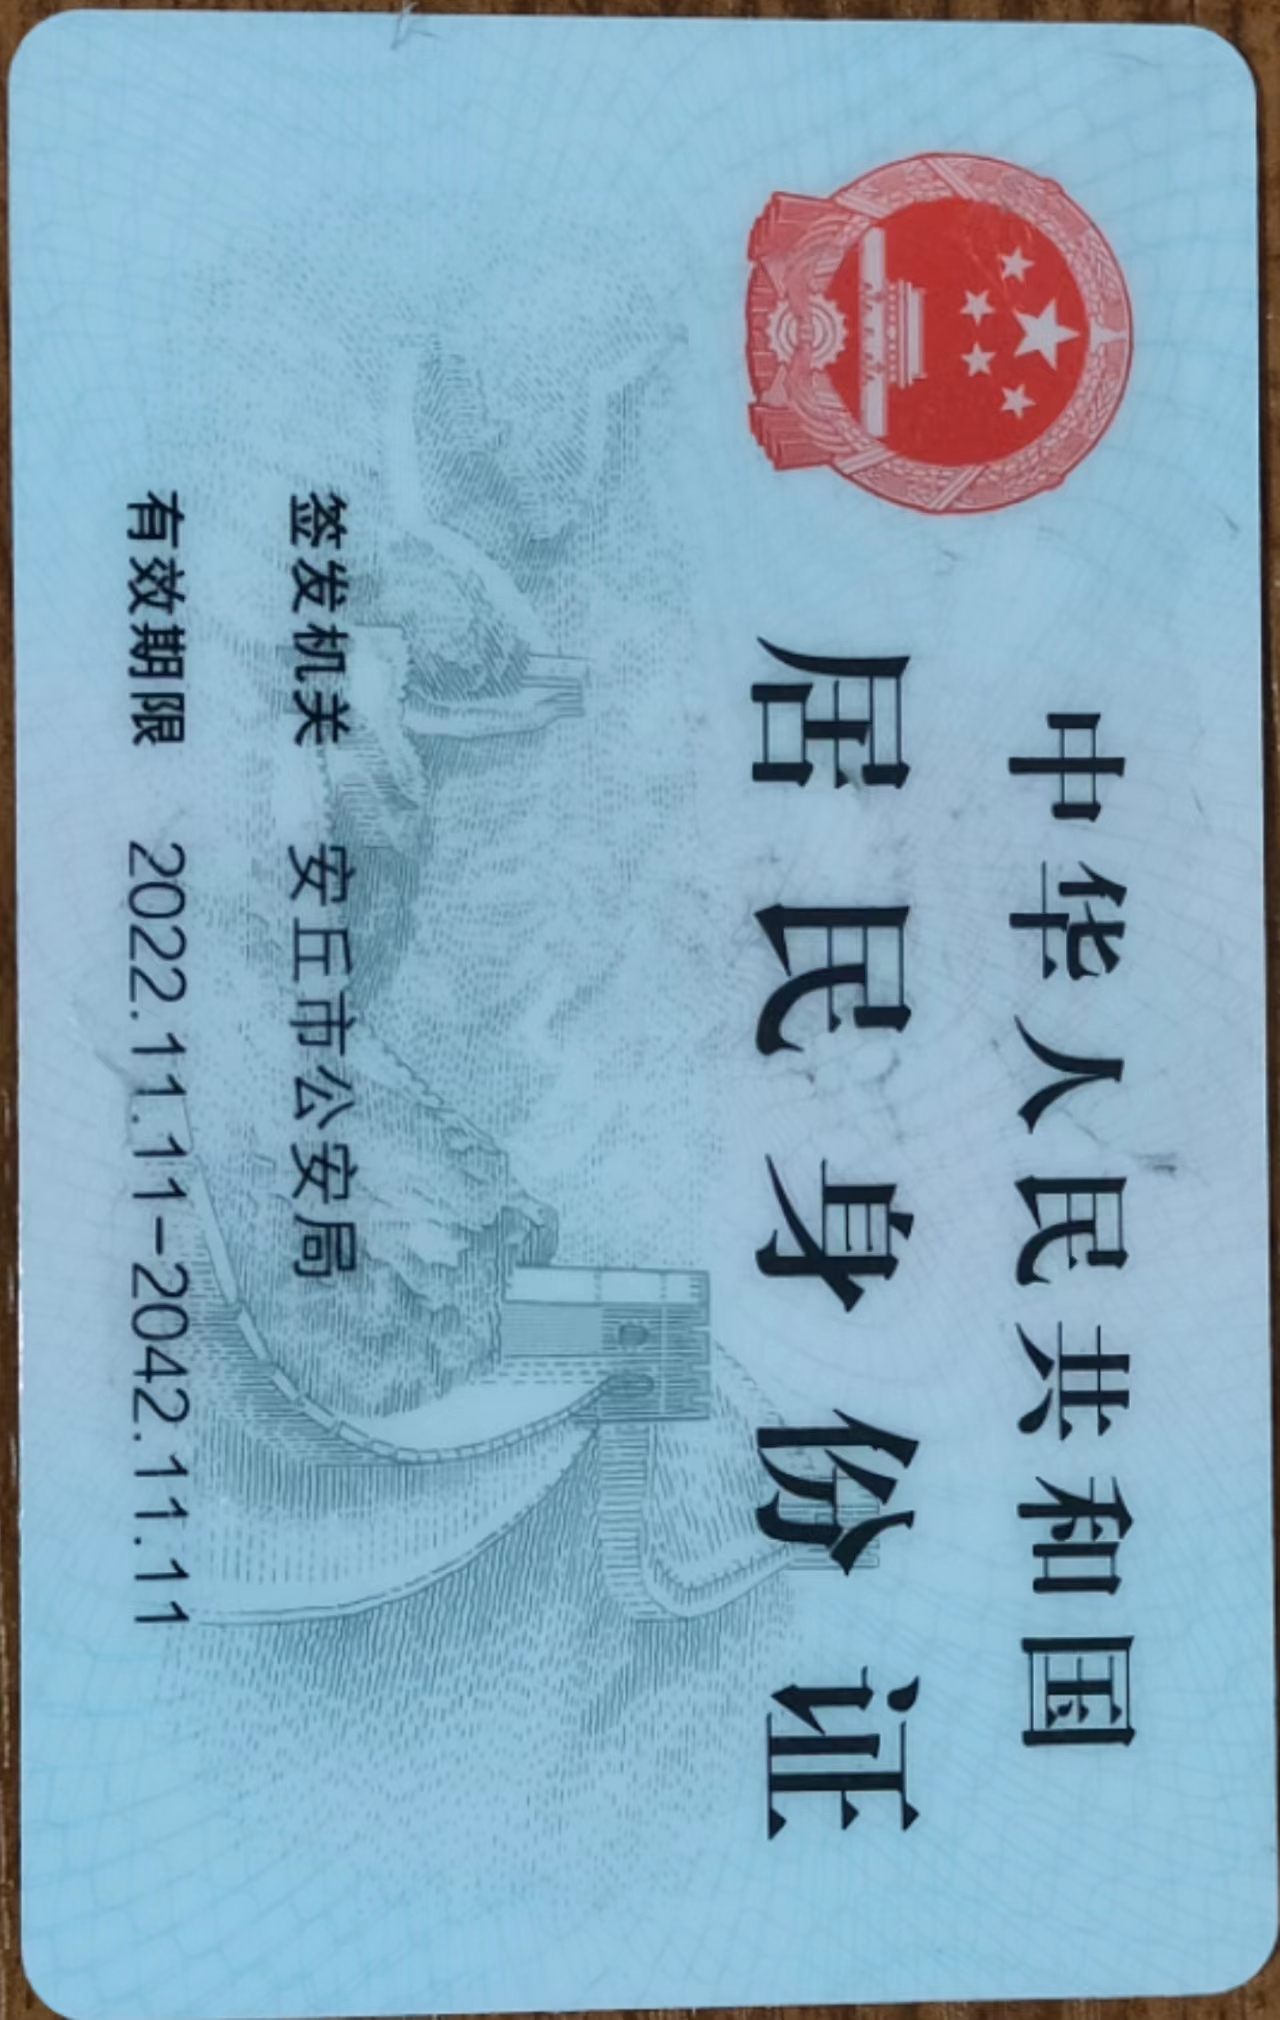 中华人民共和国
居民身份证
签发机关 安丘市公安局
有效期限 2022.11.11-2042.11.11